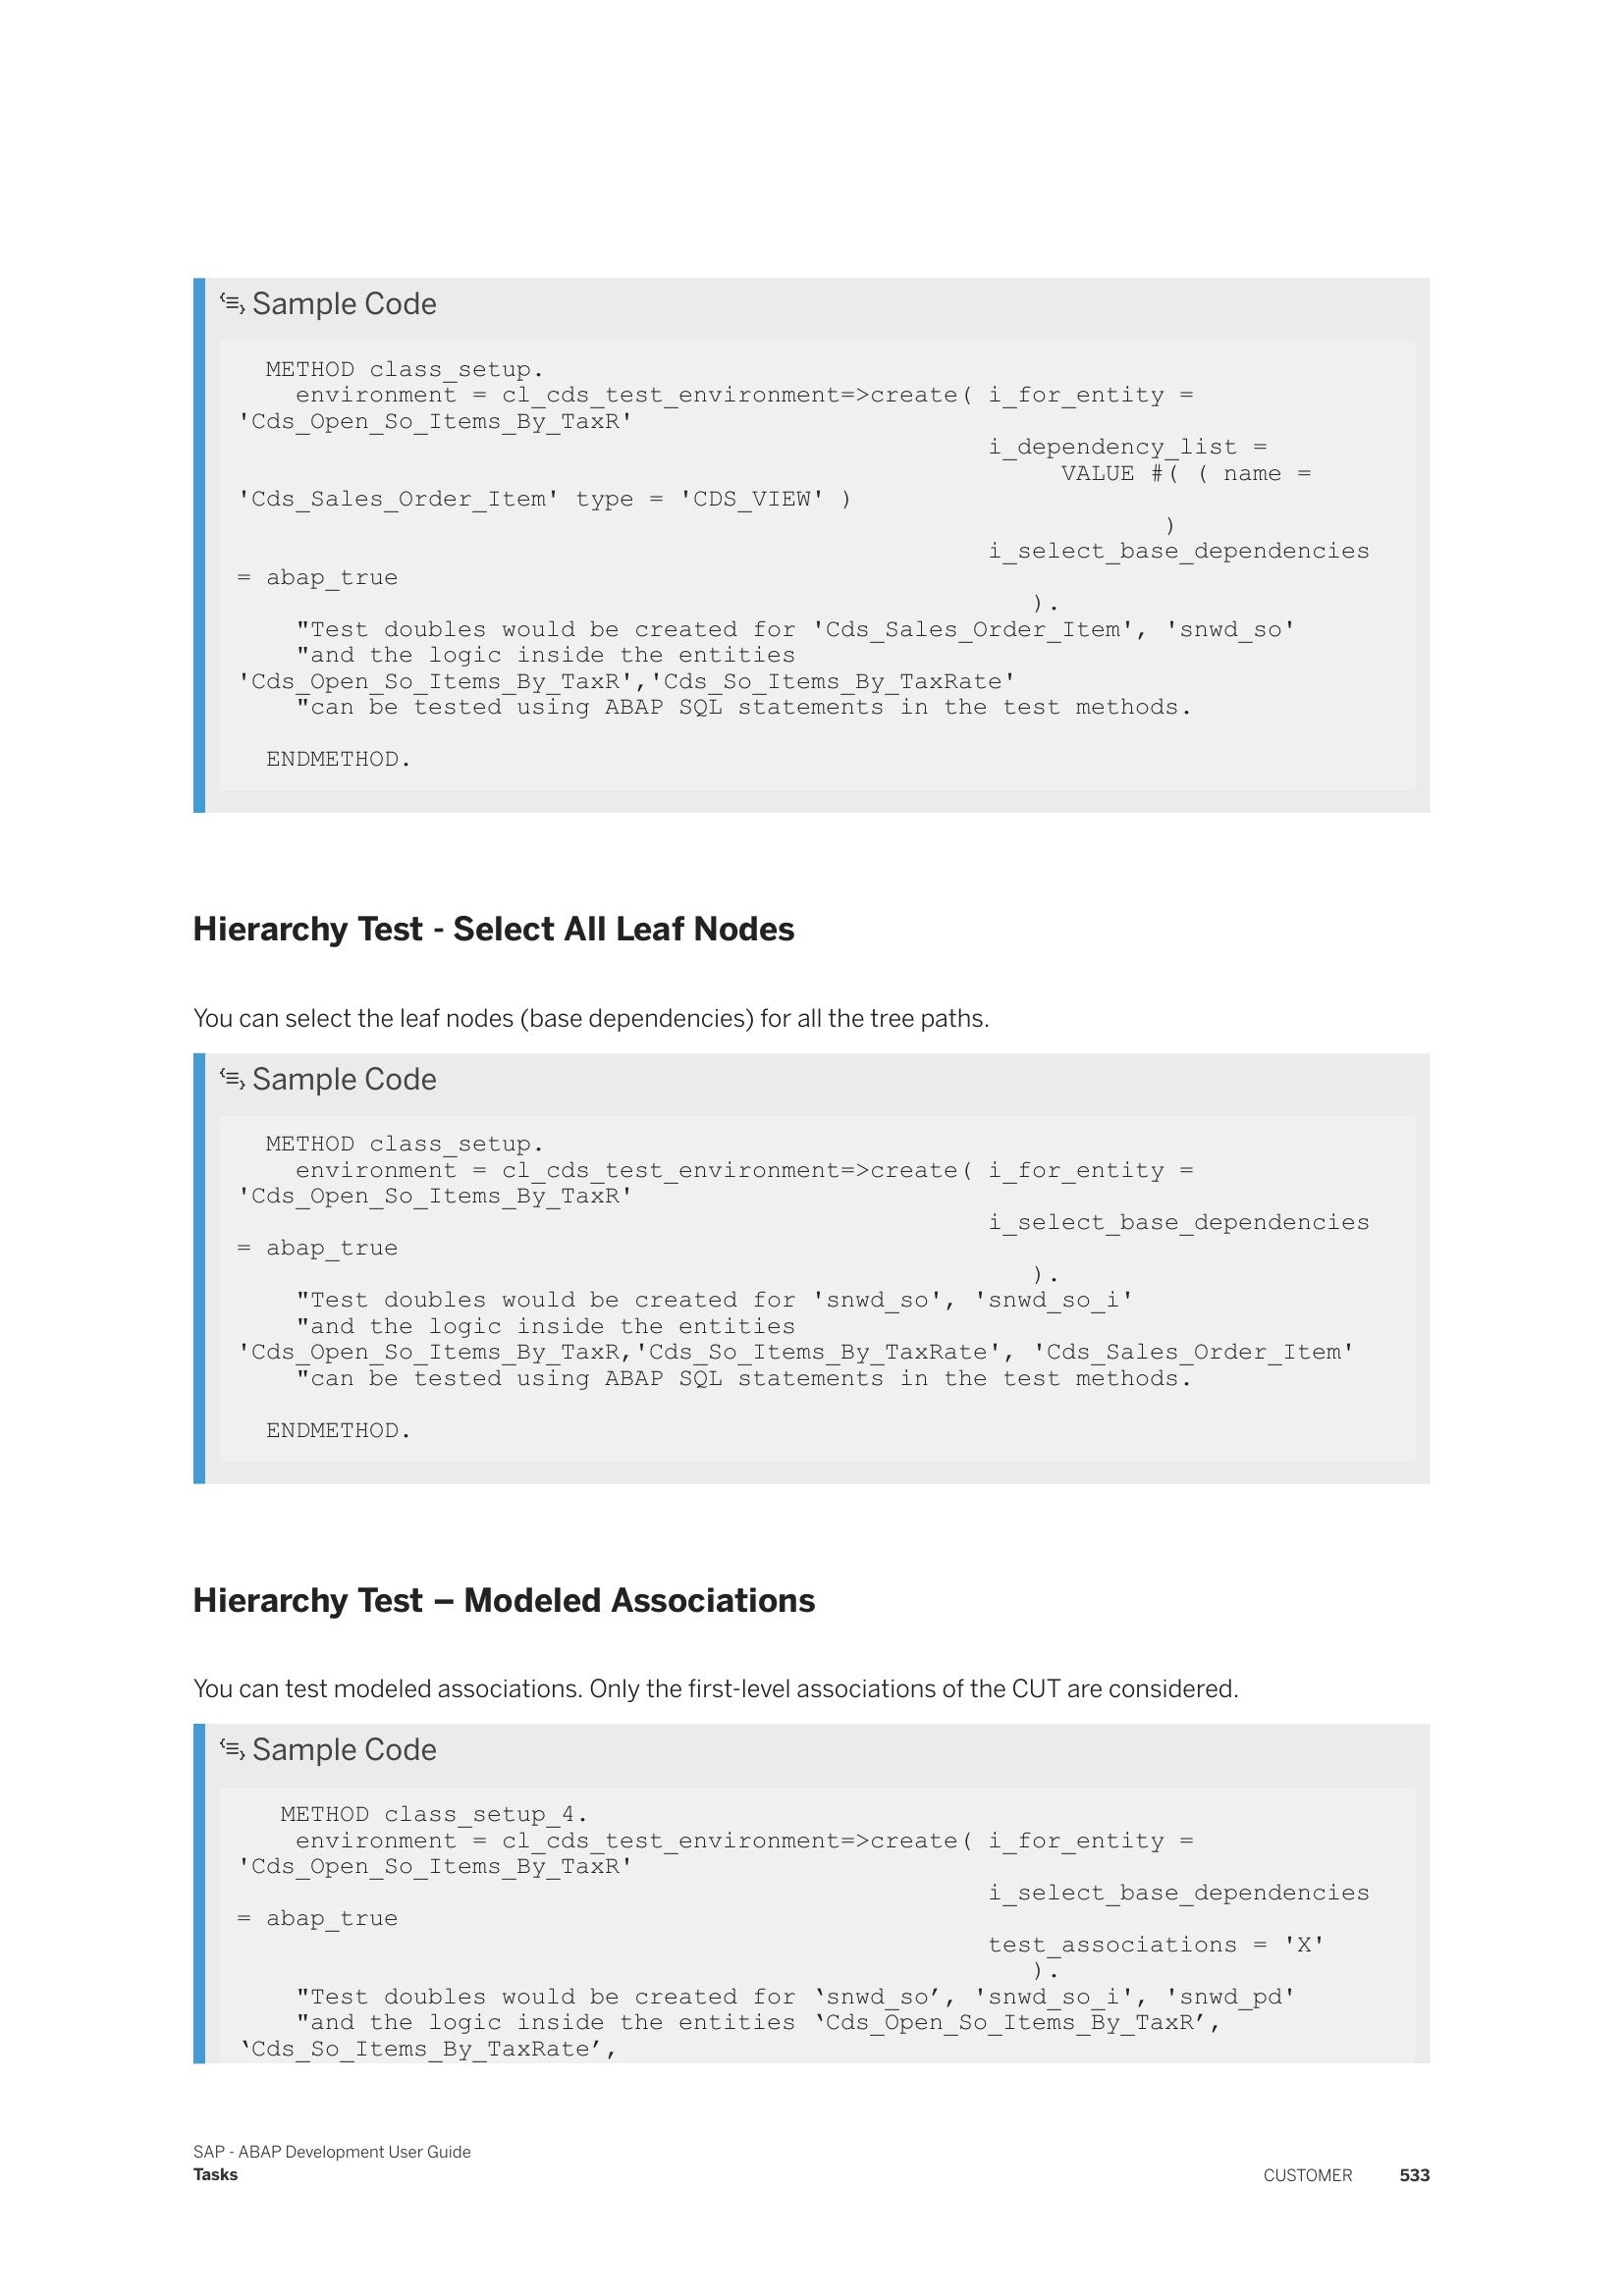 Sample Code
METHOD class_setup.
environment = cl_cds_test_environment=>create( i_for_entity =
'Cds_Open_So_Items_By_TaxR'
i_dependency_list =
VALUE #( ( name =
'Cds_Sales_Order_Item' type = 'CDS_VIEW' )
)
i_select_base_dependencies
= abap_true
).
"Test doubles would be created for 'Cds_Sales_Order_Item', 'snwd_so'
"and the logic inside the entities
'Cds_Open_So_Items_By_TaxR','Cds_So_Items_By_TaxRate'
"can be tested using ABAP SQL statements in the test methods.
ENDMETHOD.
Hierarchy Test - Select All Leaf Nodes
You can select the leaf nodes (base dependencies) for all the tree paths.
Sample Code
METHOD class_setup.
environment = cl_cds_test_environment=>create( i_for_entity =
'Cds_Open_So_Items_By_TaxR'
i_select_base_dependencies
= abap_true
).
"Test doubles would be created for 'snwd_so', 'snwd_so_i'
"and the logic inside the entities
'Cds_Open_So_Items_By_TaxR,'Cds_So_Items_By_TaxRate', 'Cds_Sales_Order_Item'
"can be tested using ABAP SQL statements in the test methods.
ENDMETHOD.
Hierarchy Test – Modeled Associations
You can test modeled associations. Only the first-level associations of the CUT are considered.
Sample Code
METHOD class_setup_4.
environment = cl_cds_test_environment=>create( i_for_entity =
'Cds_Open_So_Items_By_TaxR'
i_select_base_dependencies
= abap_true
test_associations = 'X'
).
"Test doubles would be created for ‘snwd_so’, 'snwd_so_i', 'snwd_pd'
"and the logic inside the entities ‘Cds_Open_So_Items_By_TaxR’,
‘Cds_So_Items_By_TaxRate’,
SAP - ABAP Development User Guide
Tasks
CUSTOMER 533